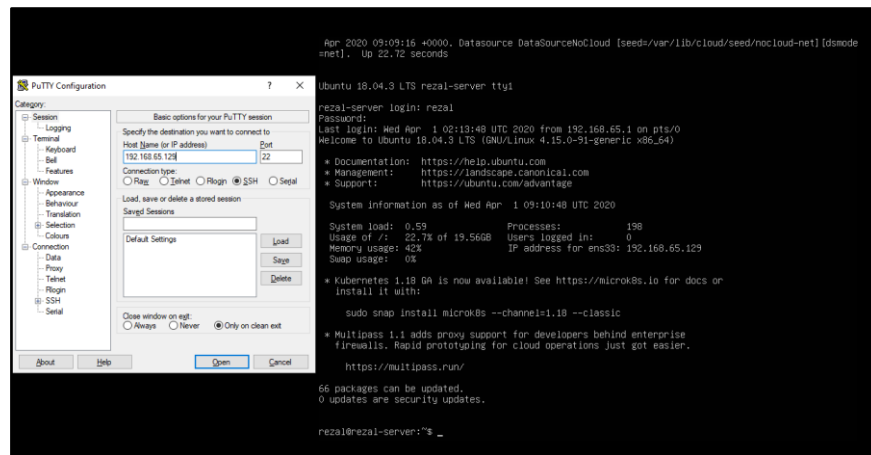 PuTTY Configuration ? ×
Category:
Session
Logging
Terminal
Keyboard
Bell
Features
Window
Appearance
Behaviour
Translation
Selection
Colours
Connection
Data
Proxy
Telnet
Rlogin
SSH
Serial
Basic options for your PuTTY session
Specify the destination you want to connect to
Host Name (or IP address) Port
192.168.65.129 22
Connection type:
Raw Telnet Rlogin SSH Serial
Load, save or delete a stored session
Saved Sessions
Default Settings
Load
Save
Delete
Close window on exit:
Always Never Only on clean exit
About Help Open Cancel
Apr 2020 09:09:16 +0000. Datasource DataSourceNoCloud [seed=/var/lib/cloud/seed/nocloud-net][dsmode
=net].  Up 22.72 seconds
Ubuntu 18.04.3 LTS rezal-server tty1
rezal-server login: rezal
Password:
Last login: Wed Apr  1 02:13:48 UTC 2020 from 192.168.65.1 on pts/0
Welcome to Ubuntu 18.04.3 LTS (GNU/Linux 4.15.0-91-generic x86_64)
* Documentation:  https://help.ubuntu.com
* Management:     https://landscape.canonical.com
* Support:        https://ubuntu.com/advantage
System information as of Wed Apr  1 09:10:48 UTC 2020
System load:  0.59 Processes: 198
Usage of /:   22.7% of 19.56GB Users logged in: 0
Memory usage: 42% IP address for ens33: 192.168.65.129
Swap usage:   0%
* Kubernetes 1.18 GA is now available! See https://microk8s.io for docs or
install it with:
sudo snap install microk8s --channel=1.18 --classic
* Multipass 1.1 adds proxy support for developers behind enterprise
firewalls. Rapid prototyping for cloud operations just got easier.
https://multipass.run/
66 packages can be updated.
0 updates are security updates.
rezal@rezal-server:~$ _